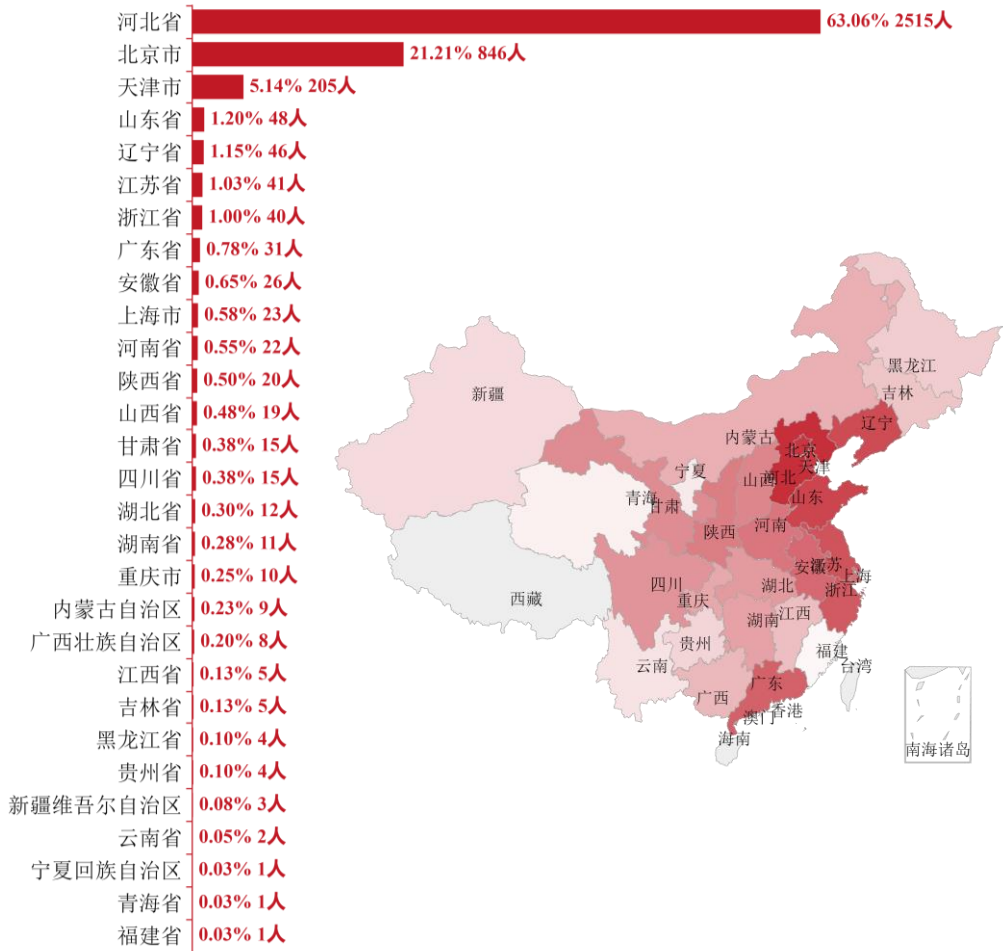 河北省 63.06% 2515人
北京市 21.21% 846人
天津市 5.14% 205人
山东省 1.20% 48人
辽宁省 1.15% 46人
江苏省 1.03% 41人
浙江省 1.00% 40人
广东省 0.78% 31人
安徽省 0.65% 26人
上海市 0.58% 23人
河南省 0.55% 22人
陕西省 0.50% 20人
山西省 0.48% 19人
甘肃省 0.38% 15人
四川省 0.38% 15人
湖北省 0.30% 12人
湖南省 0.28% 11人
重庆市 0.25% 10人
内蒙古自治区 0.23% 9人
广西壮族自治区 0.20% 8人
江西省 0.13% 5人
吉林省 0.13% 5人
黑龙江省 0.10% 4人
贵州省 0.10% 4人
新疆维吾尔自治区 0.08% 3人
云南省 0.05% 2人
宁夏回族自治区 0.03% 1人
青海省 0.03% 1人
福建省 0.03% 1人
黑龙江
吉林
新疆
辽宁
内蒙古
北京
天津
宁夏
山西
河北
青海
甘肃
山东
陕西
河南
安徽
江苏
上海
四川
湖北
浙江
西藏
重庆
湖南
江西
贵州
福建
云南
台湾
广西
广东
澳门
香港
海南
南海诸岛